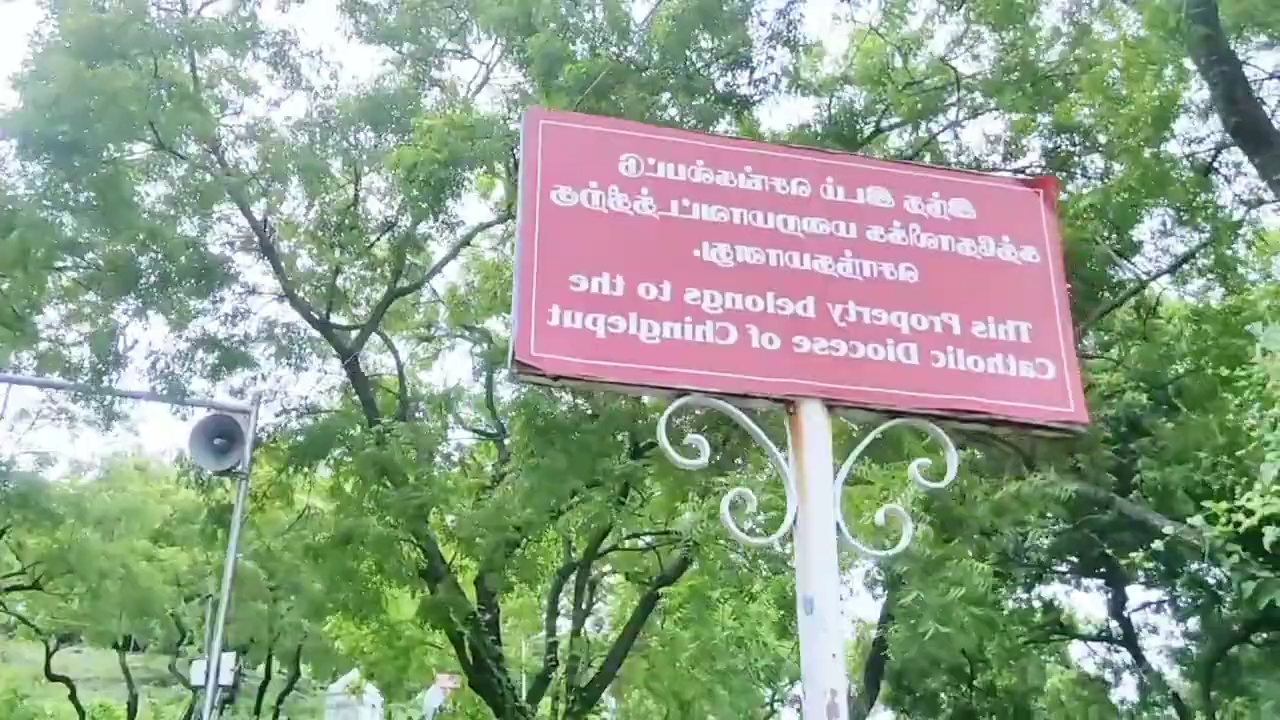 இந்த இடம் செங்கல்பட்டு
கத்தோலிக்க மறைமாவட்டத்திற்கு
சொந்தமானது.
This Property belongs to the
Catholic Diocese of Chingleput